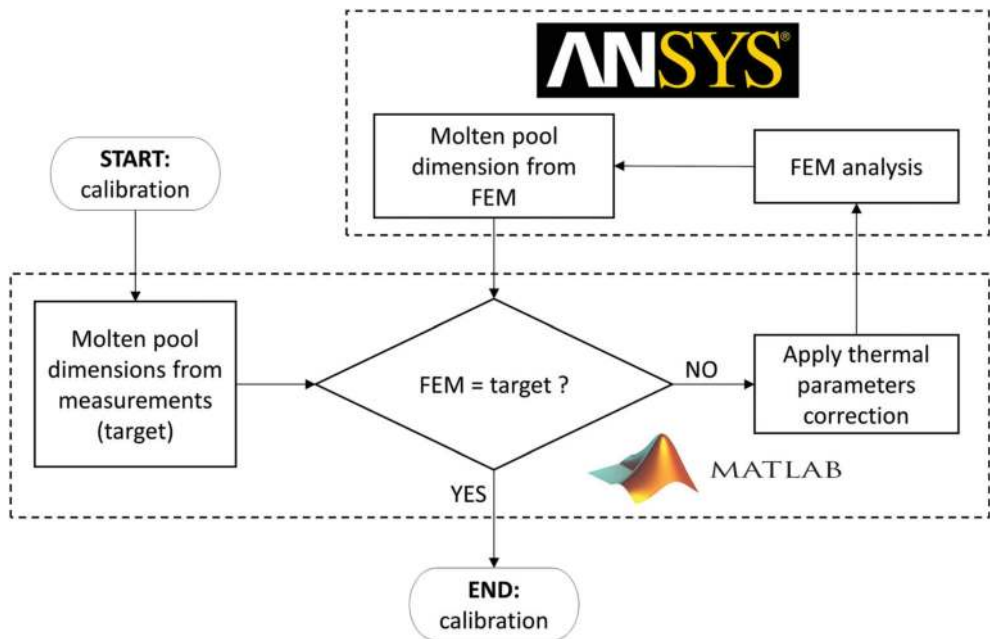 ANSYS®
START:
calibration
Molten pool
dimension from
FEM
FEM analysis
Molten pool
dimensions from
measurements
(target)
FEM = target ?
NO
Apply thermal
parameters
correction
MATLAB
YES
END:
calibration